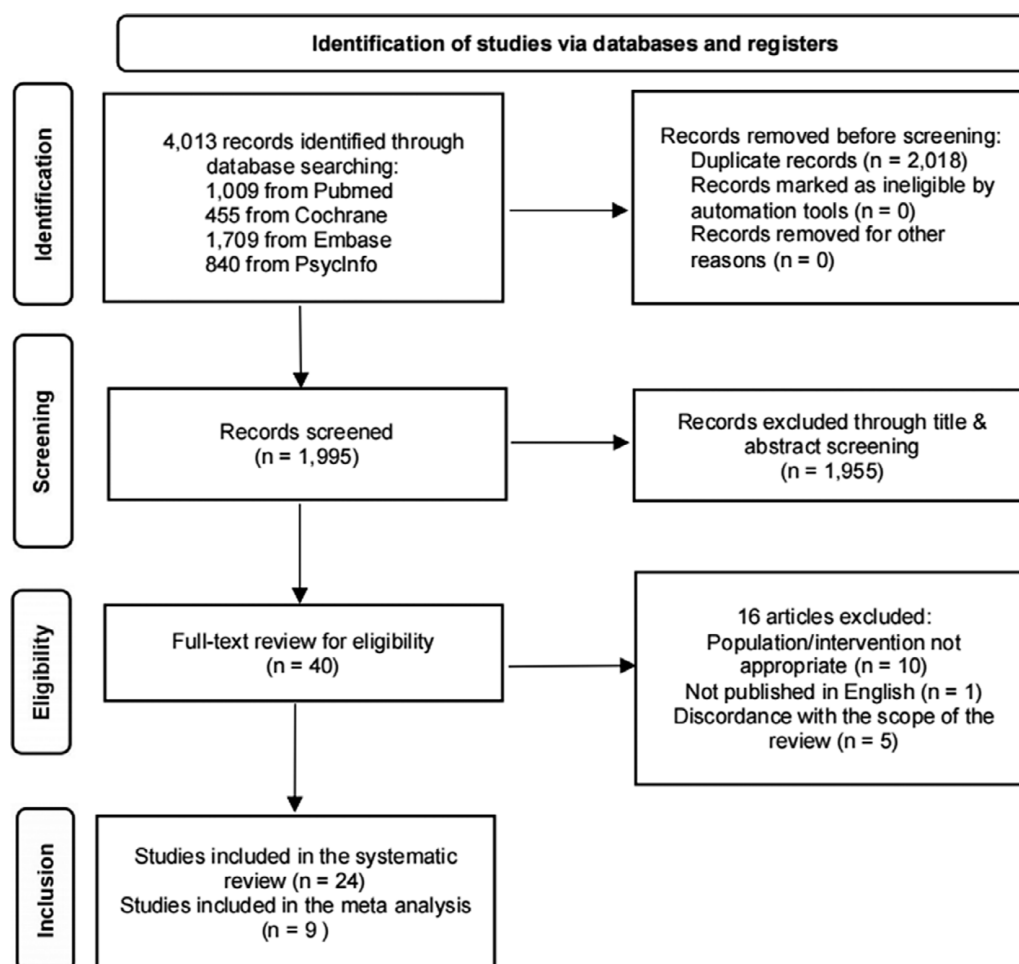 Identification of studies via databases and registers
Identification
4,013 records identified through
database searching:
1,009 from Pubmed
455 from Cochrane
1,709 from Embase
840 from PsycInfo
Records removed before screening:
Duplicate records (n = 2,018)
Records marked as ineligible by
automation tools (n = 0)
Records removed for other
reasons (n = 0)
Screening
Records screened
(n = 1,995)
Records excluded through title &
abstract screening
(n = 1,955)
Eligibility
Full-text review for eligibility
(n = 40)
16 articles excluded:
Population/intervention not
appropriate (n = 10)
Not published in English (n = 1)
Discordance with the scope of the
review (n = 5)
Inclusion
Studies included in the systematic
review (n = 24)
Studies included in the meta analysis
(n = 9 )